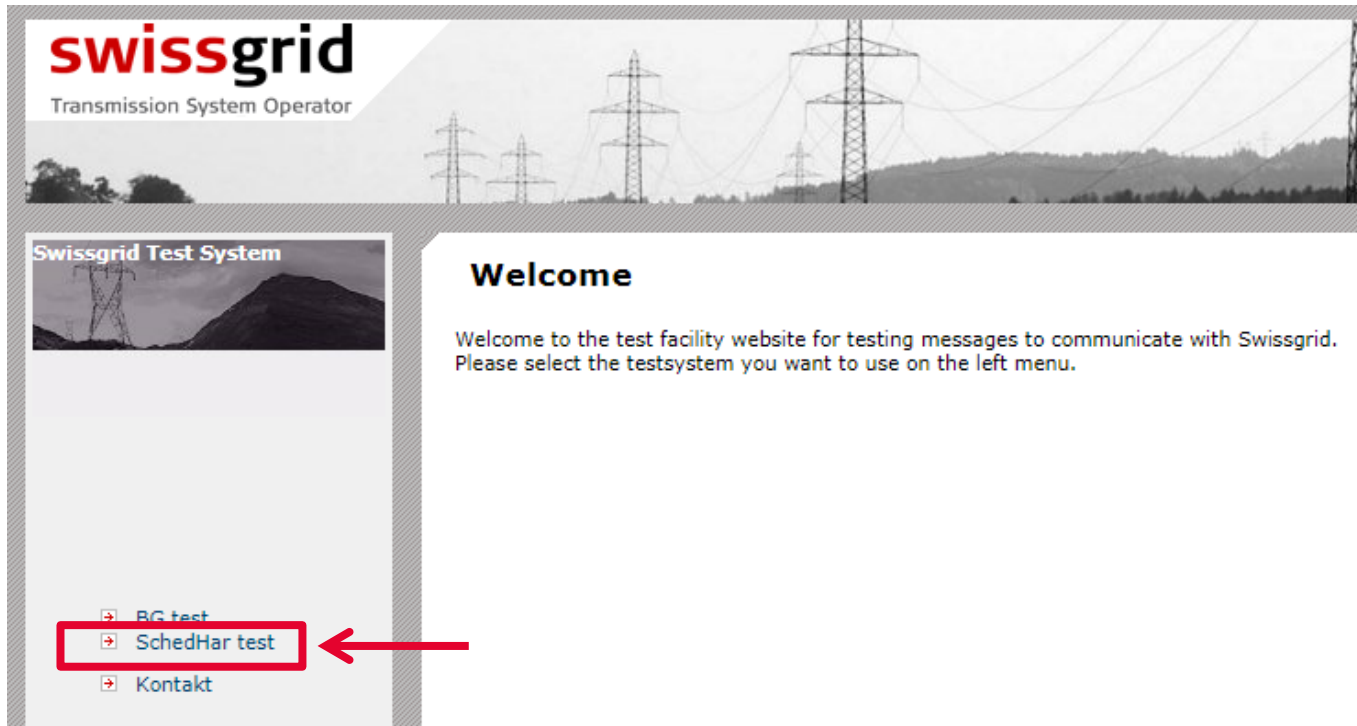 swissgrid
Transmission System Operator
Swissgrid Test System
Welcome
Welcome to the test facility website for testing messages to communicate with Swissgrid.
Please select the testsystem you want to use on the left menu.
BG test
SchedHar test
Kontakt